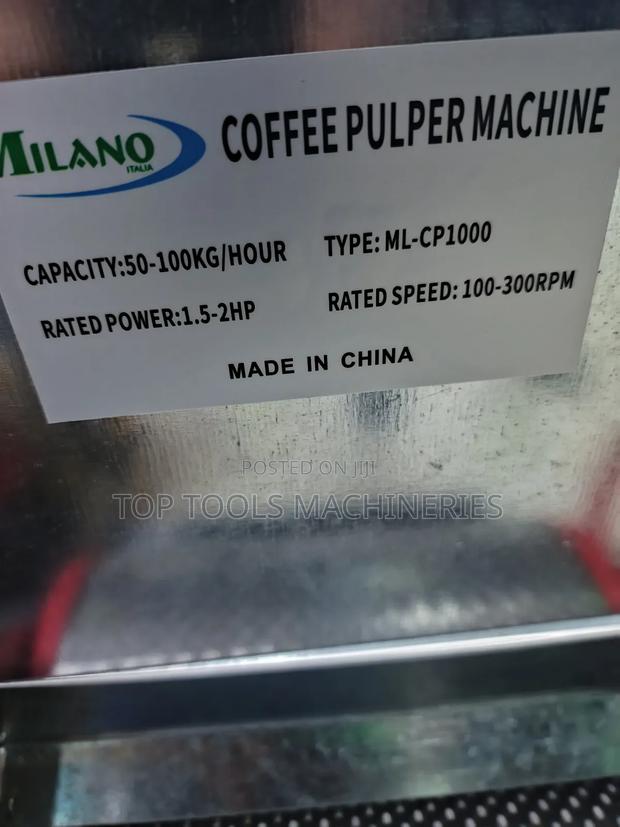 MILANO
ITALIA
COFFEE PULPER MACHINE
CAPACITY:50-100KG/HOUR
TYPE: ML-CP1000
RATED POWER:1.5-2HP
RATED SPEED: 100-300RPM
MADE IN CHINA
POSTED ON JIJI
TOP TOOLS MACHINERIES